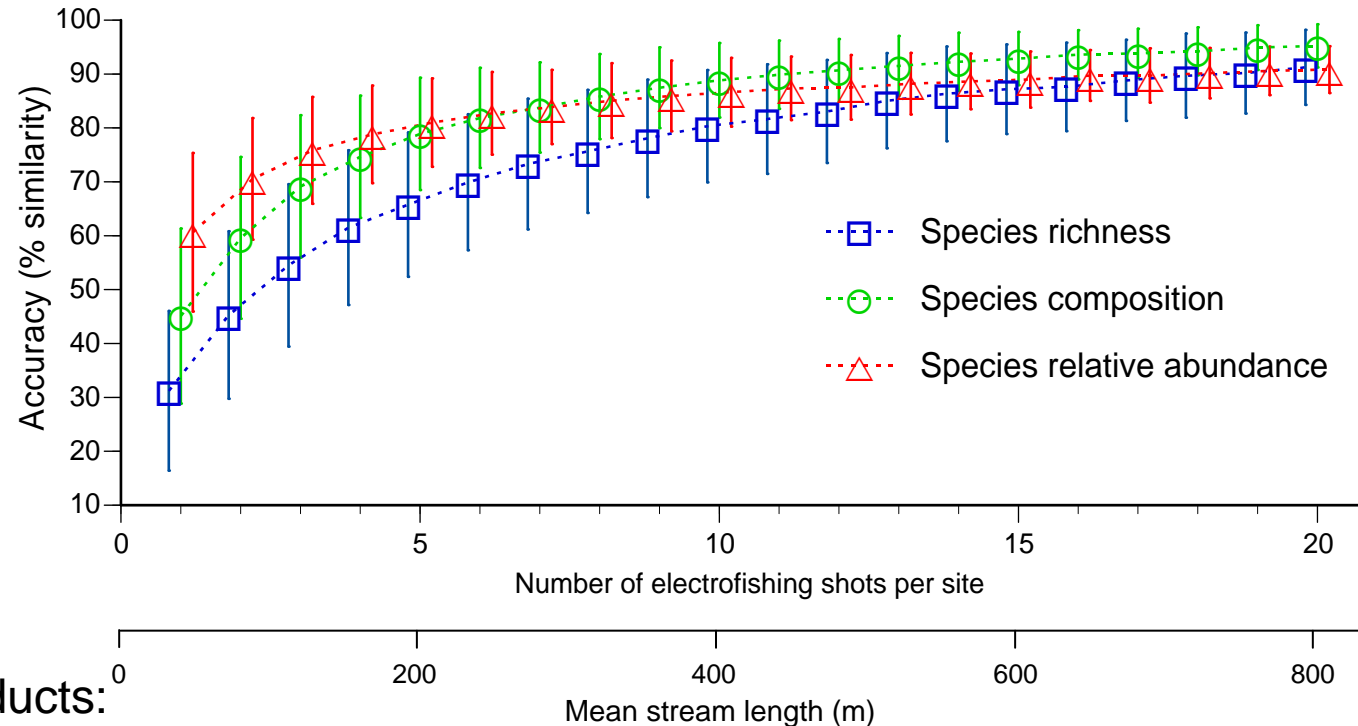 100
90
80
70
60
50
40
30
20
10
Accuracy (% similarity)
Species richness
Species composition
Species relative abundance
0 5 10 15 20
Number of electrofishing shots per site
0 200 400 600 800
ducts:
Mean stream length (m)